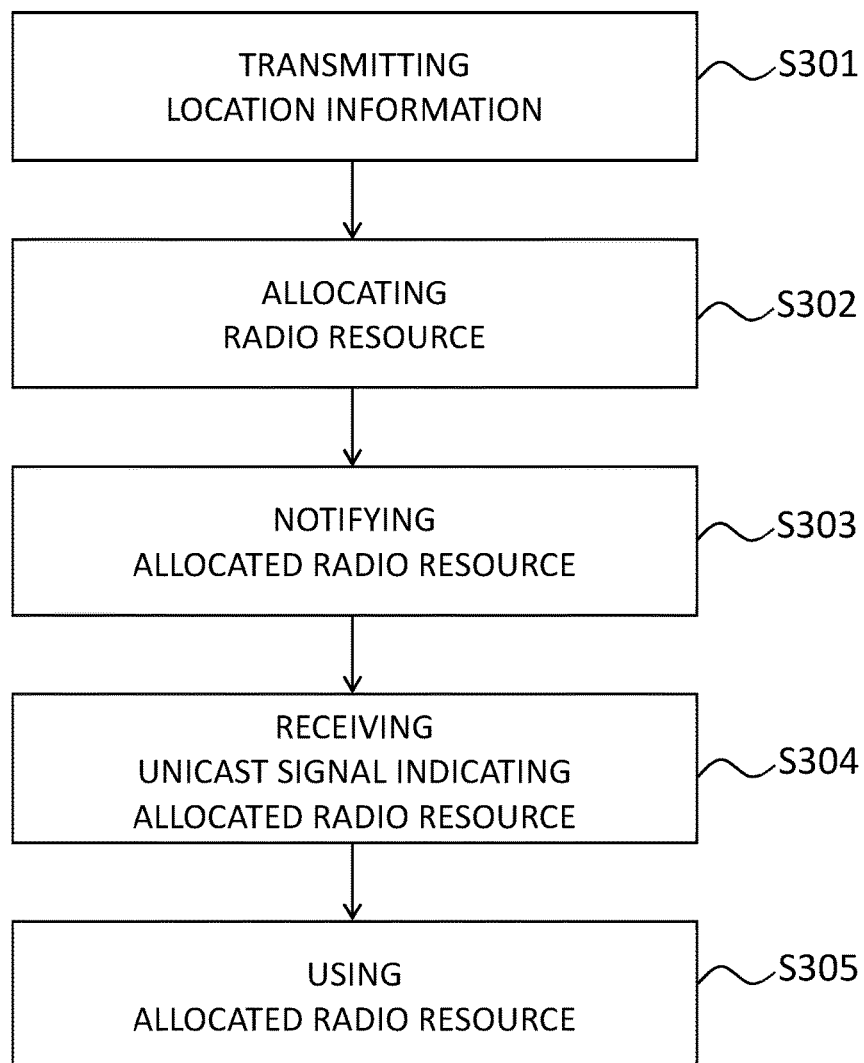 TRANSMITTING
LOCATION INFORMATION
S301
ALLOCATING
RADIO RESOURCE
S302
NOTIFYING
ALLOCATED RADIO RESOURCE
S303
RECEIVING
UNICAST SIGNAL INDICATING
ALLOCATED RADIO RESOURCE
S304
USING
ALLOCATED RADIO RESOURCE
S305